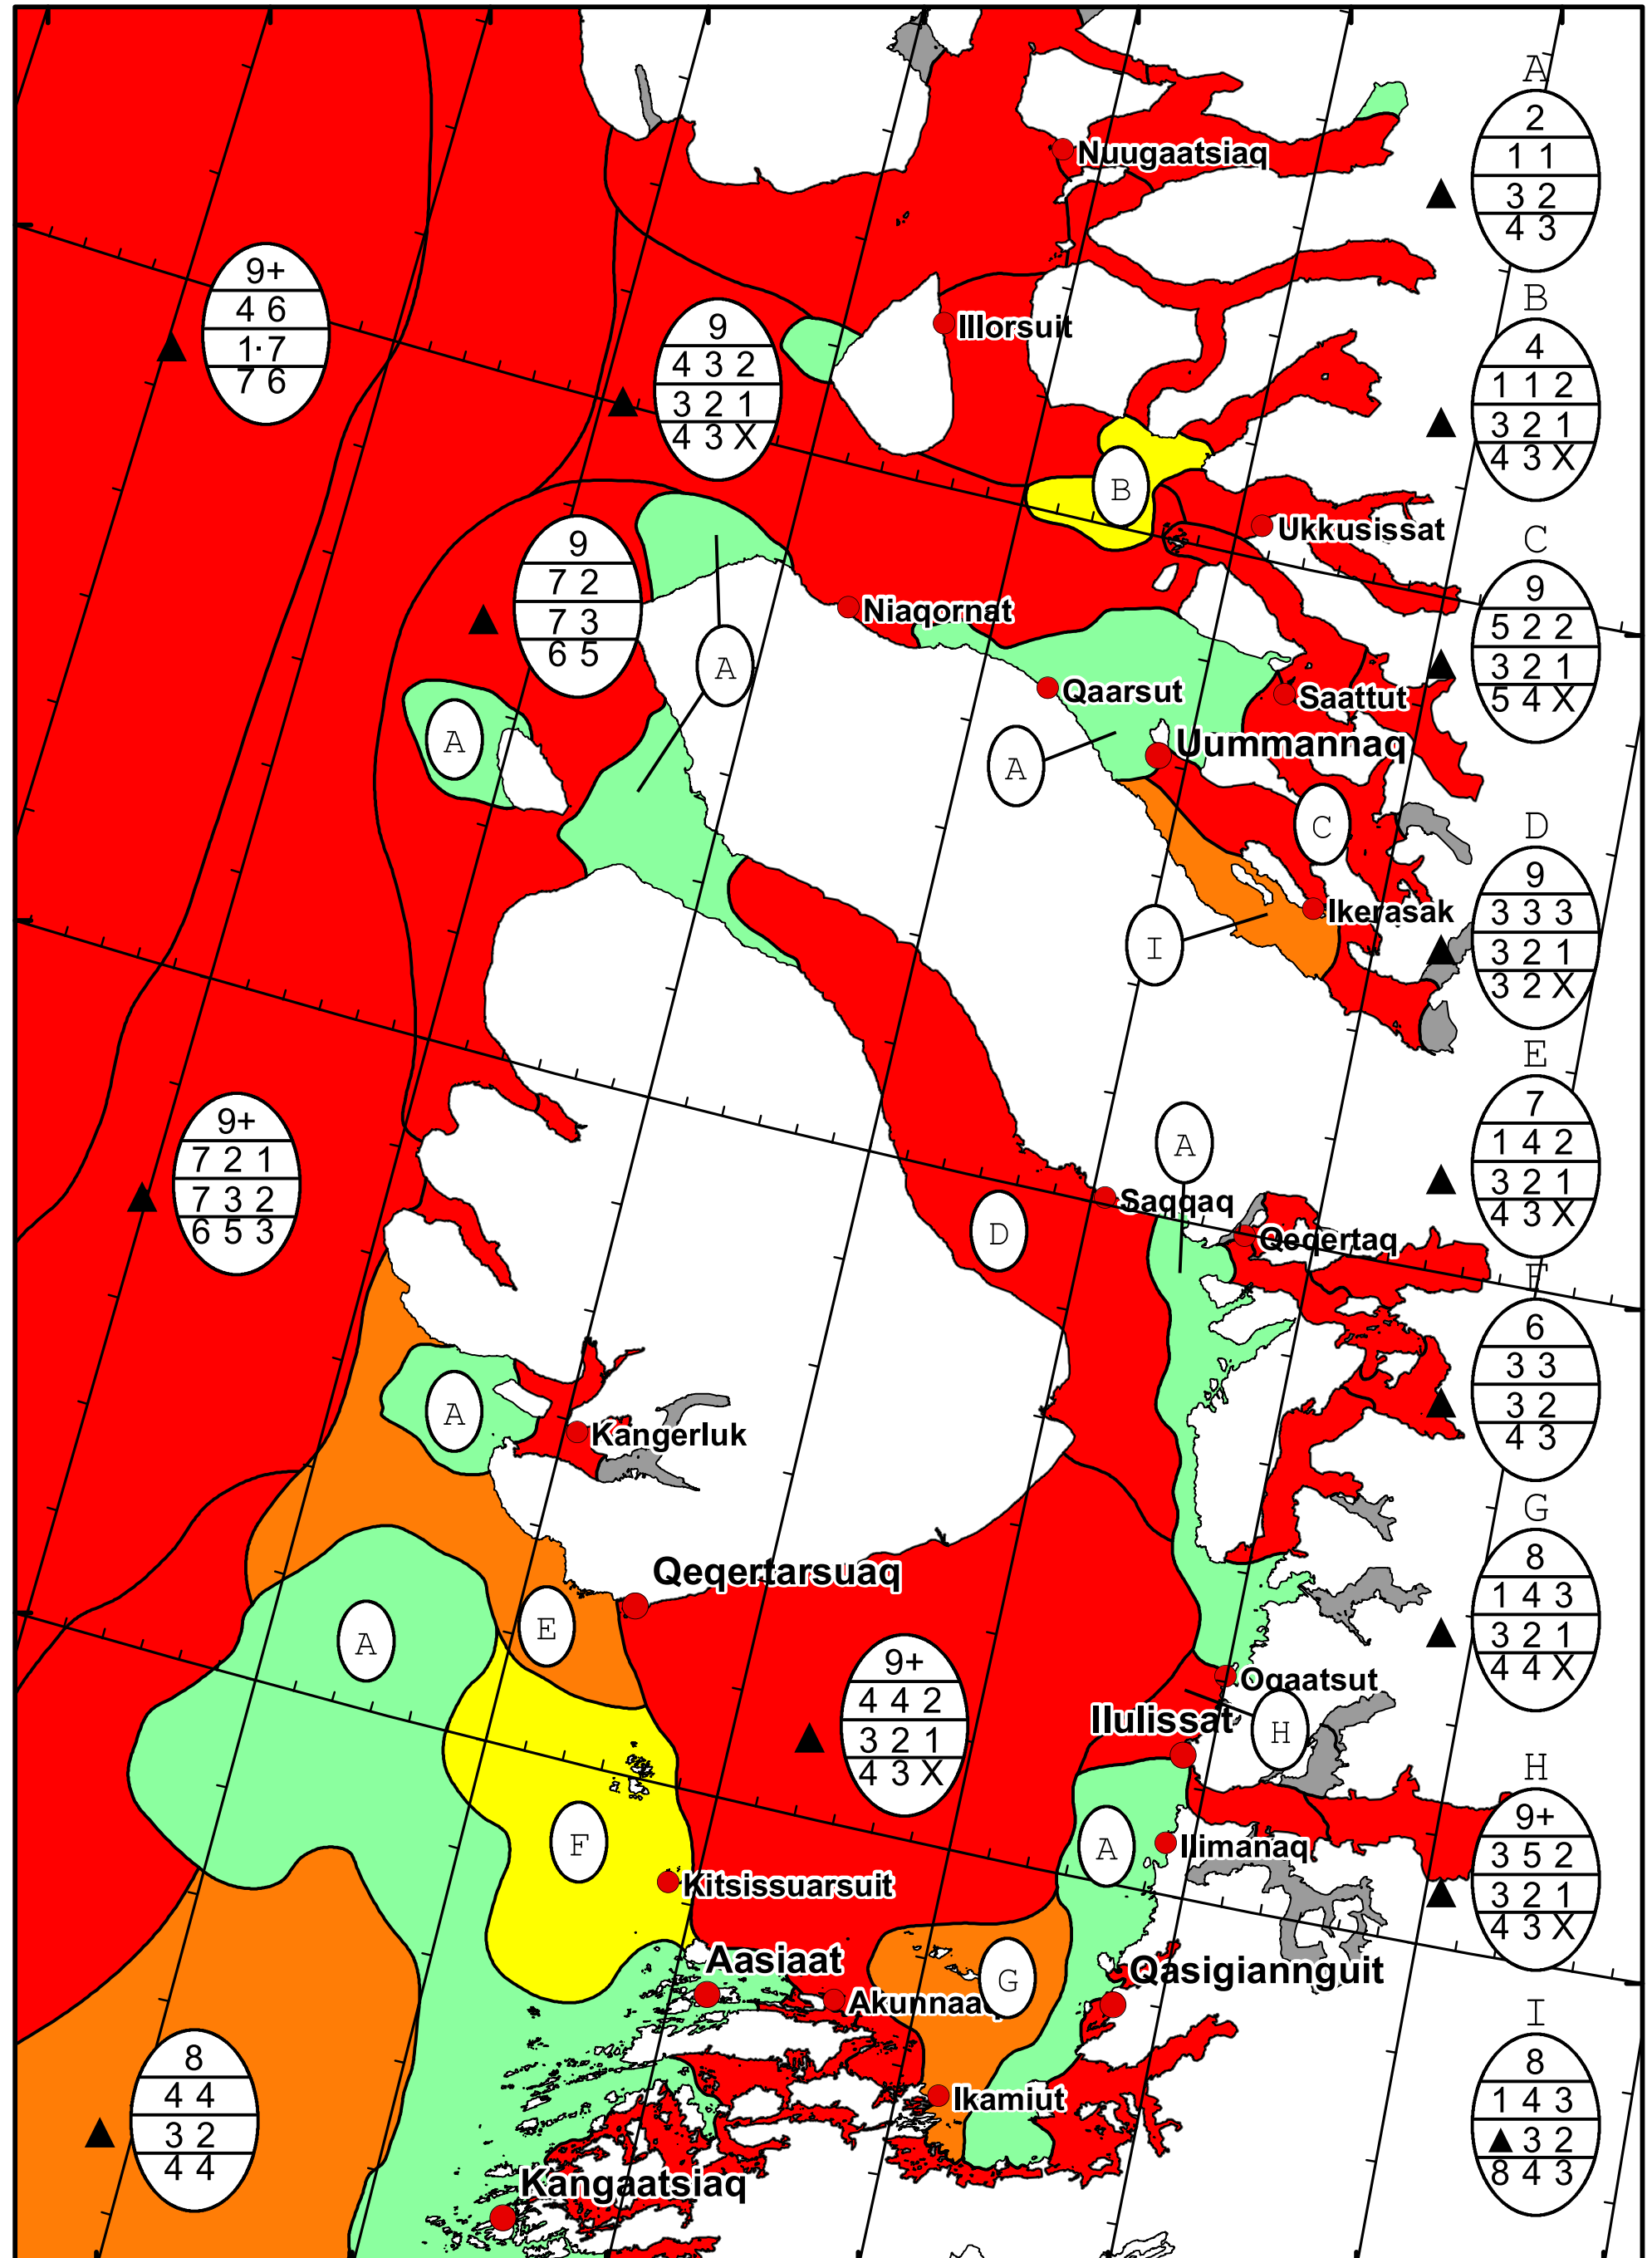 A
2
1 1
3 2
4 3
Nuugaatsiaq
9+
4 6
1·7
7 6
B
4
1 1 2
3 2 1
4 3 X
9
4 3 2
3 2 1
4 3 X
Illorsuit
B
Ukkusissat
C
9
5 2 2
3 2 1
5 4 X
9
7 2
7 3
6 5
Niaqornat
A
Qaarsut
Saattut
A
A
Uummannaq
C
D
9
3 3 3
3 2 1
3 2 X
Ikerasak
I
E
7
1 4 2
3 2 1
4 3 X
9+
7 2 1
7 3 2
6 5 3
A
Saqqaq
D
Qeqertaq
F
6
3 3
3 2
4 3
A
Kangerluk
G
8
1 4 3
3 2 1
4 4 X
Qeqertarsuaq
A
E
9+
4 4 2
3 2 1
4 3 X
Oqaatsut
Ilulissat
H
H
9+
3 5 2
3 2 1
4 3 X
F
A
Ilimanaq
Kitsissuarsuit
Aasiaat
G
Qasigiannguit
Akunnaaq
I
8
1 4 3
3 2
8 4 3
8
4 4
3 2
4 4
Ikamiut
Kangaatsiaq